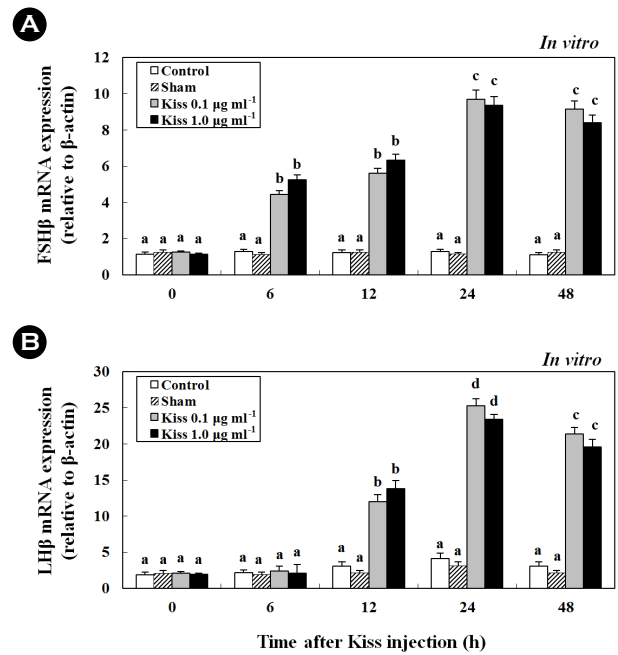 A
In vitro
FSHβ mRNA expression
(relative to β-actin)
12
10
8
6
4
2
0
Control
Sham
Kiss 0.1 µg ml-1
Kiss 1.0 µg ml-1
a a a a
a a b b
a a b b
a a c c
a a c c
0 6 12 24 48
B
In vitro
LHβ mRNA expression
(relative to β-actin)
30
25
20
15
10
5
0
Control
Sham
Kiss 0.1 µg ml-1
Kiss 1.0 µg ml-1
a a a a
a a a a
a a b b
a a d d
a a c c
0 6 12 24 48
Time after Kiss injection (h)